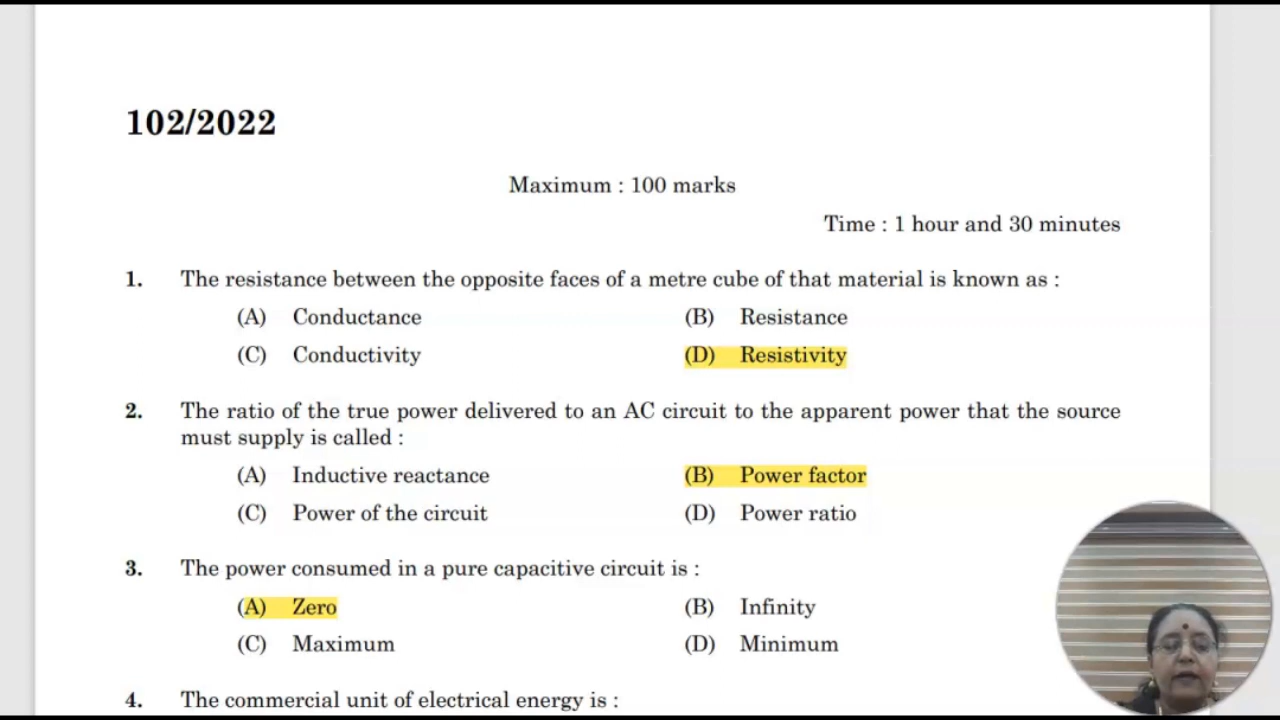 102/2022
Maximum : 100 marks
Time : 1 hour and 30 minutes
1. The resistance between the opposite faces of a metre cube of that material is known as :
(A) Conductance (B) Resistance
(C) Conductivity (D) Resistivity
2. The ratio of the true power delivered to an AC circuit to the apparent power that the source
must supply is called :
(A) Inductive reactance (B) Power factor
(C) Power of the circuit (D) Power ratio
3. The power consumed in a pure capacitive circuit is :
(A) Zero (B) Infinity
(C) Maximum (D) Minimum
4. The commercial unit of electrical energy is :